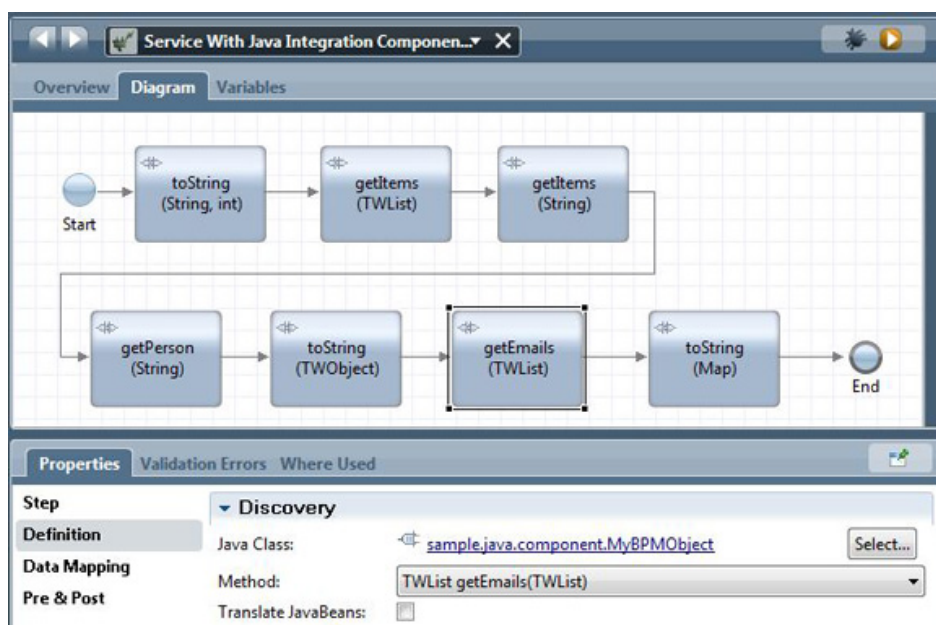 Service With Java Integration Componen...
Overview Diagram Variables
Start
toString
(String, int)
getItems
(TWList)
getItems
(String)
getPerson
(String)
toString
(TWObject)
getEmails
(TWList)
toString
(Map)
End
Properties Validation Errors Where Used
Step
Definition
Data Mapping
Pre & Post
Discovery
Java Class: sample.java.component.MyBPMObject Select...
Method: TWList getEmails(TWList)
Translate JavaBeans: